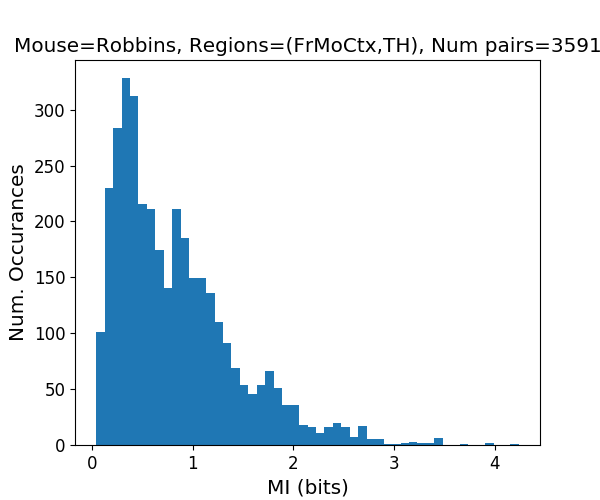 Mouse=Robbins, Regions=(FrMoCtx,TH), Num pairs=3591
300
250
200
150
100
50
0
Num. Occurances
0 1 2 3 4
MI (bits)